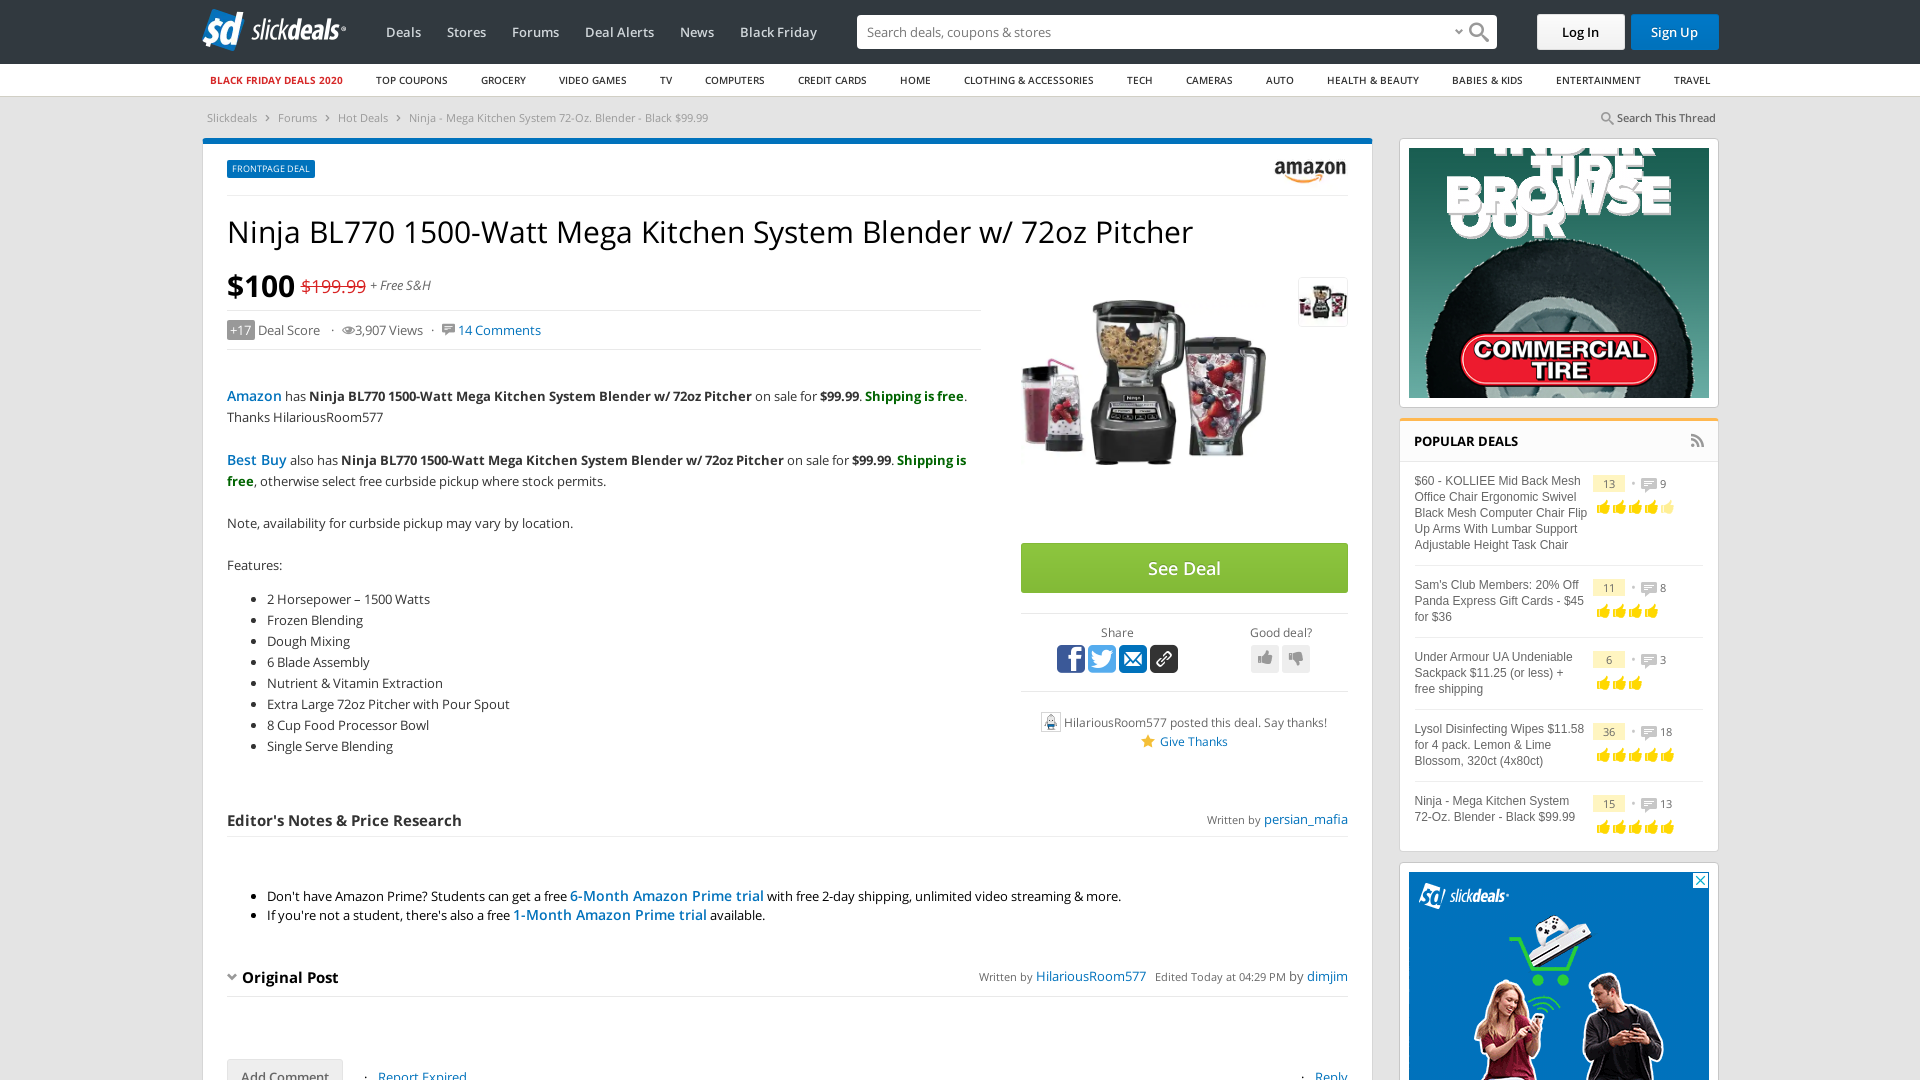 slickdeals
Deals Stores Forums Deal Alerts News Black Friday
Search deals, coupons & shopping
Log In
Sign Up
BLACK FRIDAY DEALS 2020 TOP COUPONS GROCERY VIDEO GAMES TV COMPUTERS CREDIT CARDS HOME CLOTHING & ACCESSORIES TECH CAMERAS AUTO HEALTH & BEAUTY BABIES & KIDS ENTERTAINMENT TRAVEL
Slickdeals › Forums › Hot Deals › Ninja - Mega Kitchen System 72-Oz. Blender - Black $99.99
Search This Thread
FRONTPAGE DEAL
amazon
Ninja BL770 1500-Watt Mega Kitchen System Blender w/ 72oz Pitcher
$100 $199.99 + Free S&H
+17 Deal Score · 3,907 Views · 14 Comments
Amazon has Ninja BL770 1500-Watt Mega Kitchen System Blender w/ 72oz Pitcher on sale for $99.99. Shipping is free.
Thanks HilariousRoom577
Best Buy also has Ninja BL770 1500-Watt Mega Kitchen System Blender w/ 72oz Pitcher on sale for $99.99. Shipping is
free, otherwise select free curbside pickup where stock permits.
Note, availability for curbside pickup may vary by location.
Features:
• 2 Horsepower – 1500 Watts
• Frozen Blending
• Dough Mixing
• 6 Blade Assembly
• Nutrient & Vitamin Extraction
• Extra Large 72oz Pitcher with Pour Spout
• 8 Cup Food Processor Bowl
• Single Serve Blending
See Deal
Share
Good deal?
HilariousRoom577 posted this deal. Say thanks!
Give Thanks
Editor's Notes & Price Research
Written by persian_mafia
• Don't have Amazon Prime? Students can get a free 6-Month Amazon Prime trial with free 2-day shipping, unlimited video streaming & more.
• If you're not a student, there's also a free 1-Month Amazon Prime trial available.
Original Post
Written by HilariousRoom577 Edited Today at 04:29 PM by dimjim
Add Comment · Report Expired
· Reply
TIRE
BROWSE
OUR
COMMERCIAL
TIRE
POPULAR DEALS
$60 - KOLLIEE Mid Back Mesh
Office Chair Ergonomic Swivel
Black Mesh Computer Chair Flip
Up Arms With Lumbar Support
Adjustable Height Task Chair
13 • 9
Sam's Club Members: 20% Off
Panda Express Gift Cards - $45
for $36
11 • 8
Under Armour UA Undeniable
Sackpack $11.25 (or less) +
free shipping
6 • 3
Lysol Disinfecting Wipes $11.58
for 4 pack. Lemon & Lime
Blossom, 320ct (4x80ct)
36 • 18
Ninja - Mega Kitchen System
72-Oz. Blender - Black $99.99
15 • 13
slickdeals